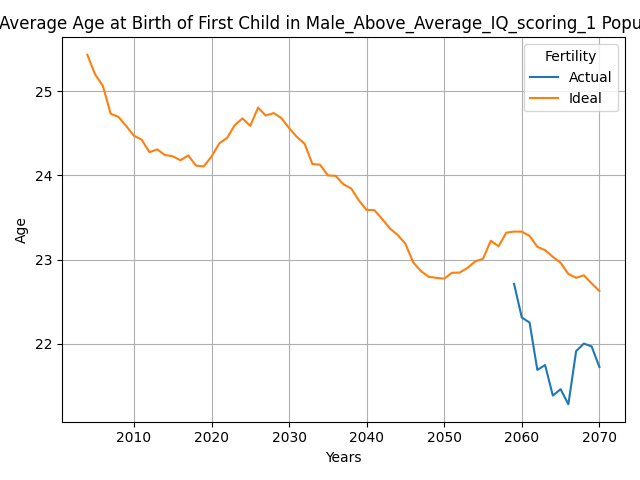 Average Age at Birth of First Child in Male_Above_Average_IQ_scoring_1
Fertility
Actual
Ideal
25
24
23
22
Age
2010 2020 2030 2040 2050 2060 2070
Years